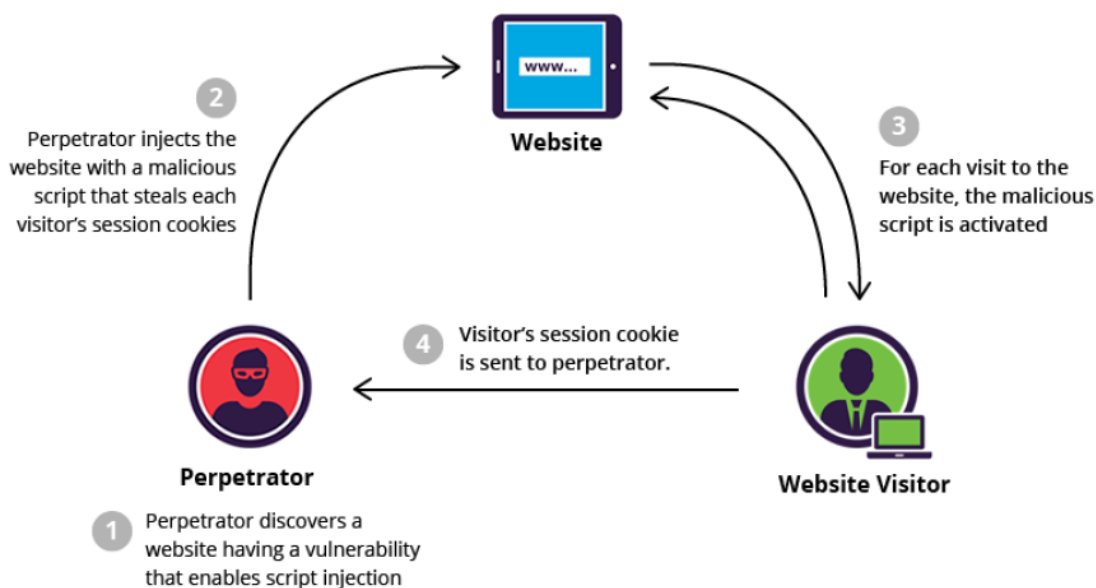 www...
Website
2
Perpetrator injects the
website with a malicious
script that steals each
visitor's session cookies
3
For each visit to the
website, the malicious
script is activated
4
Visitor's session cookie
is sent to perpetrator.
Perpetrator
Website Visitor
1
Perpetrator discovers a
website having a vulnerability
that enables script injection